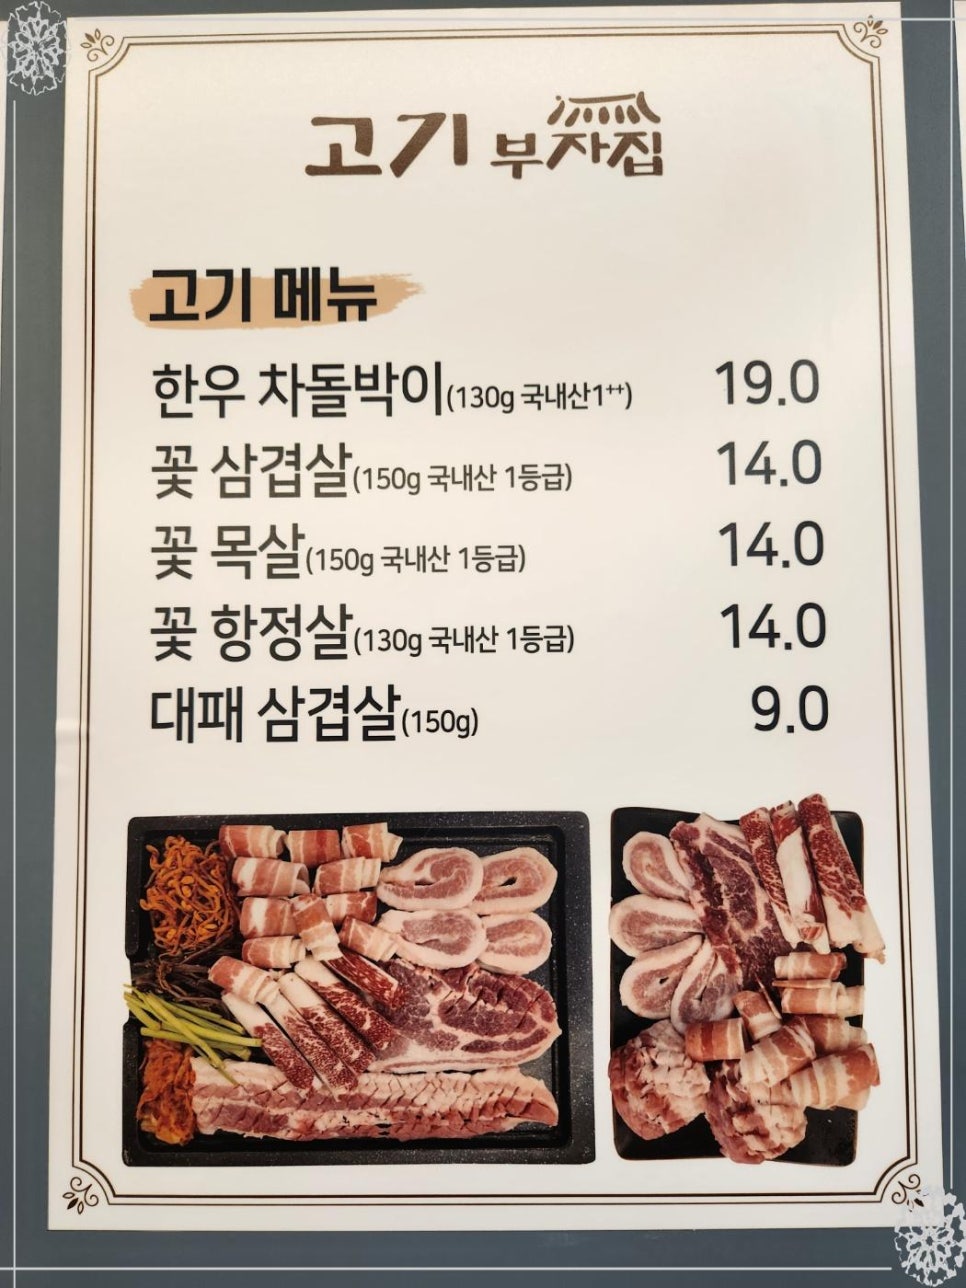 고기 부자집
고기 메뉴
한우 차돌박이(130g 국내산1++) 19.0
꽃 삼겹살(150g 국내산 1등급) 14.0
꽃 목살(150g 국내산 1등급) 14.0
꽃 항정살(130g 국내산 1등급) 14.0
대패 삼겹살(150g) 9.0